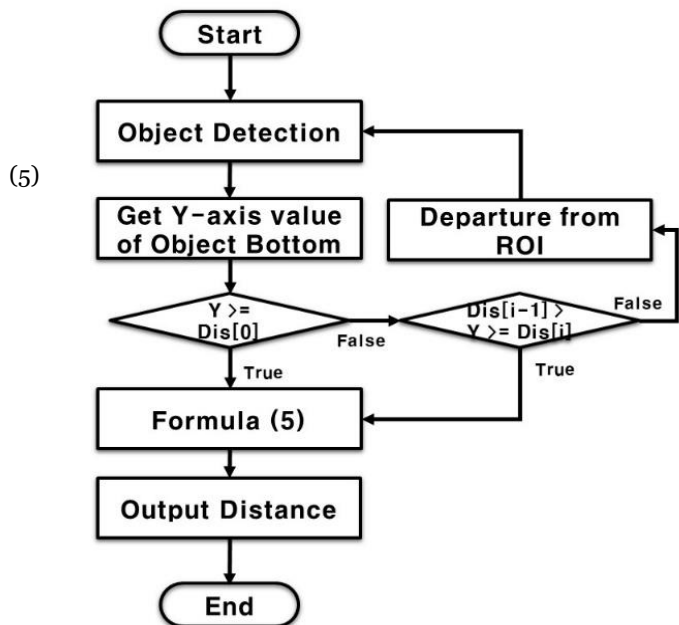 Start
Object Detection
(5)
Get Y-axis value
of Object Bottom
Departure from
ROI
Y >=
Dis[0]
False
Dis[i-1] >
Y >= Dis[i]
False
True
True
Formula (5)
Output Distance
End